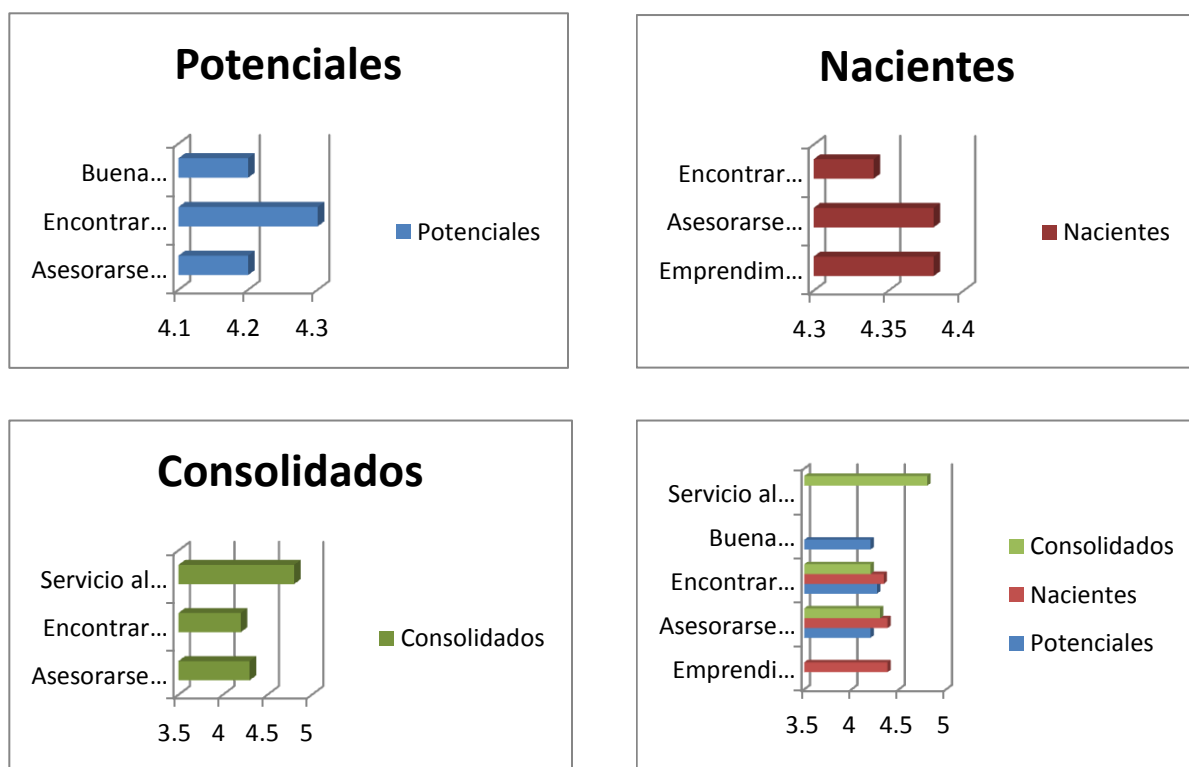 Potenciales
Buena...
Encontrar...
Asesorarse...
Potenciales
4.1 4.2 4.3
Nacientes
Encontrar...
Asesorarse...
Emprendim...
Nacientes
4.3 4.35 4.4
Consolidados
Servicio al...
Encontrar...
Asesorarse...
Consolidados
3.5 4 4.5 5
Servicio al...
Buena...
Encontrar...
Asesorarse...
Emprendi...
Consolidados
Nacientes
Potenciales
3.5 4 4.5 5